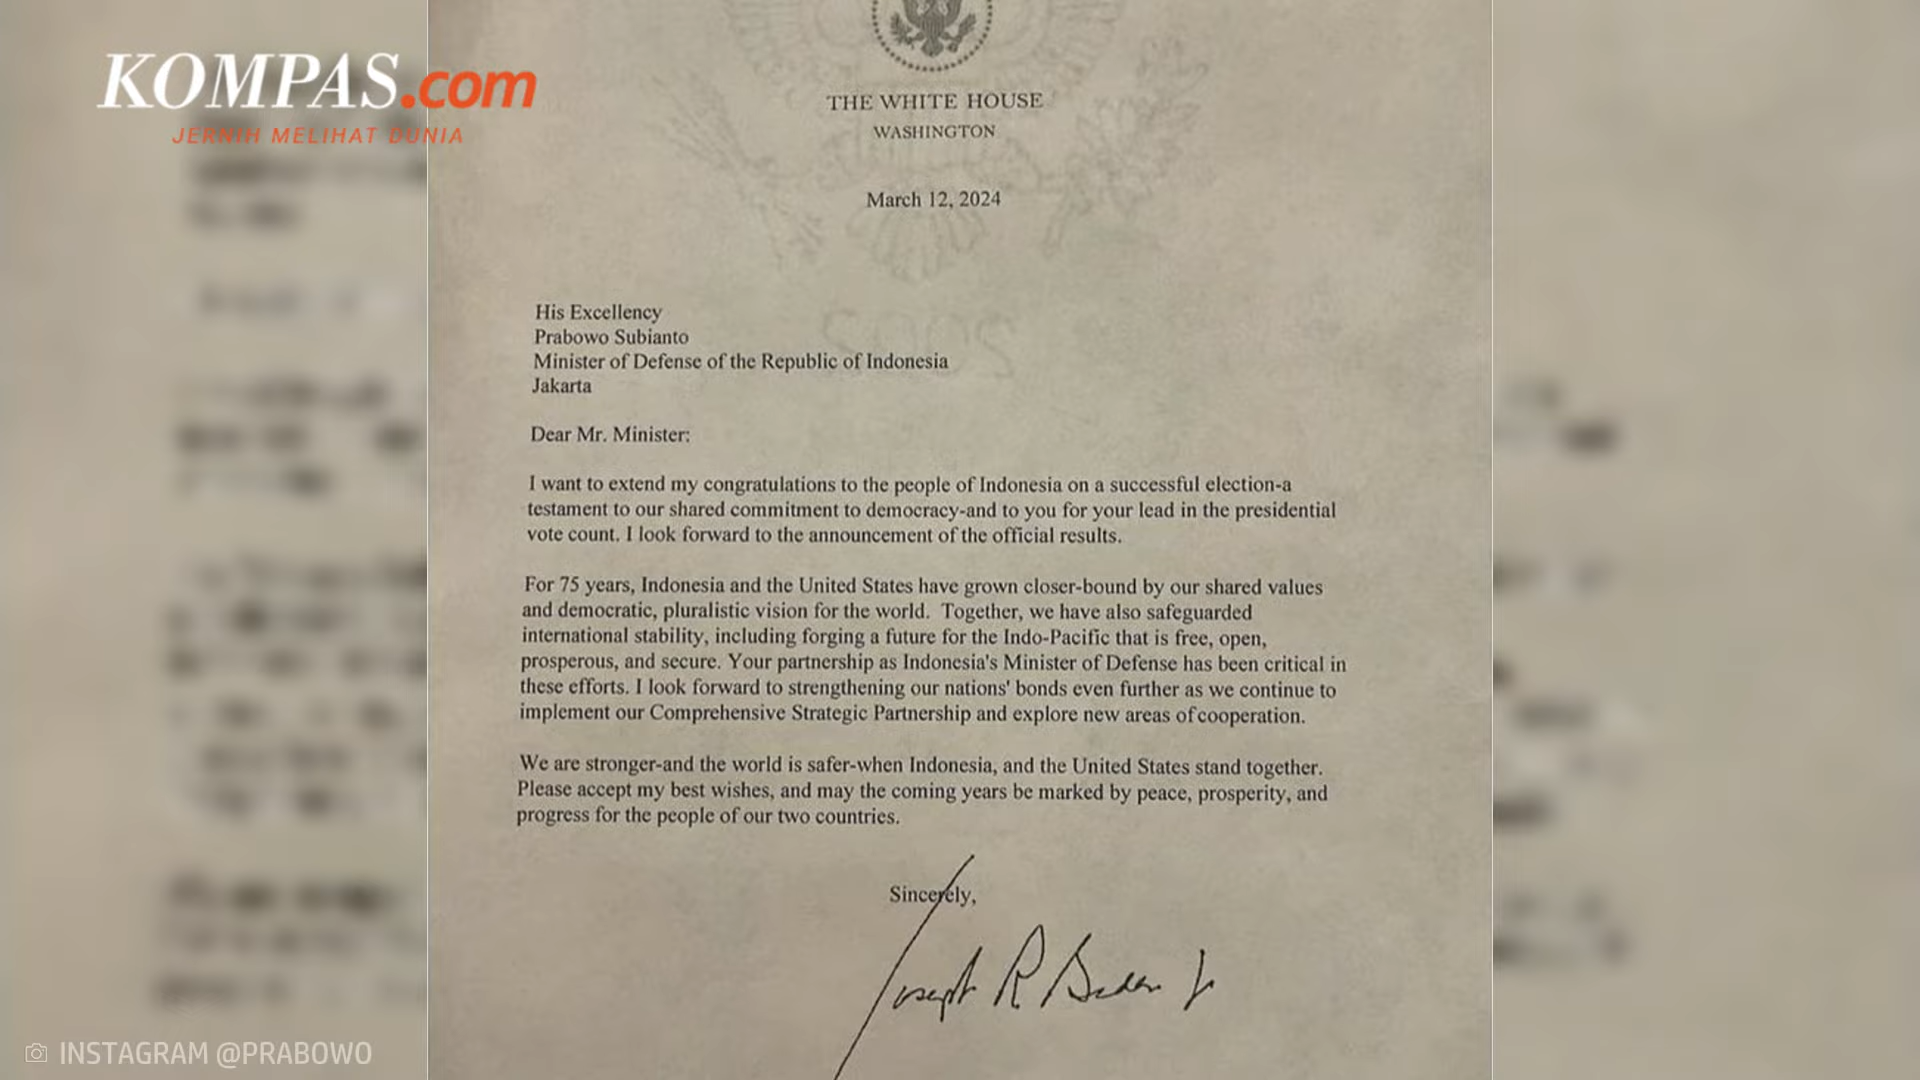 KOMPAS.com
JERNIH MELIHAT DUNIA
THE WHITE HOUSE
WASHINGTON
March 12, 2024
His Excellency
Prabowo Subianto
Minister of Defense of the Republic of Indonesia
Jakarta
Dear Mr. Minister:
I want to extend my congratulations to the people of Indonesia on a successful election-a
testament to our shared commitment to democracy-and to you for your lead in the presidential
vote count. I look forward to the announcement of the official results.
For 75 years, Indonesia and the United States have grown closer-bound by our shared values
and democratic, pluralistic vision for the world. Together, we have also safeguarded
international stability, including forging a future for the Indo-Pacific that is free, open,
prosperous, and secure. Your partnership as Indonesia's Minister of Defense has been critical in
these efforts. I look forward to strengthening our nations' bonds even further as we continue to
implement our Comprehensive Strategic Partnership and explore new areas of cooperation.
We are stronger-and the world is safer-when Indonesia, and the United States stand together.
Please accept my best wishes, and may the coming years be marked by peace, prosperity, and
progress for the people of our two countries.
Sincerely,
Joseph R Biden Jr
INSTAGRAM @PRABOWO